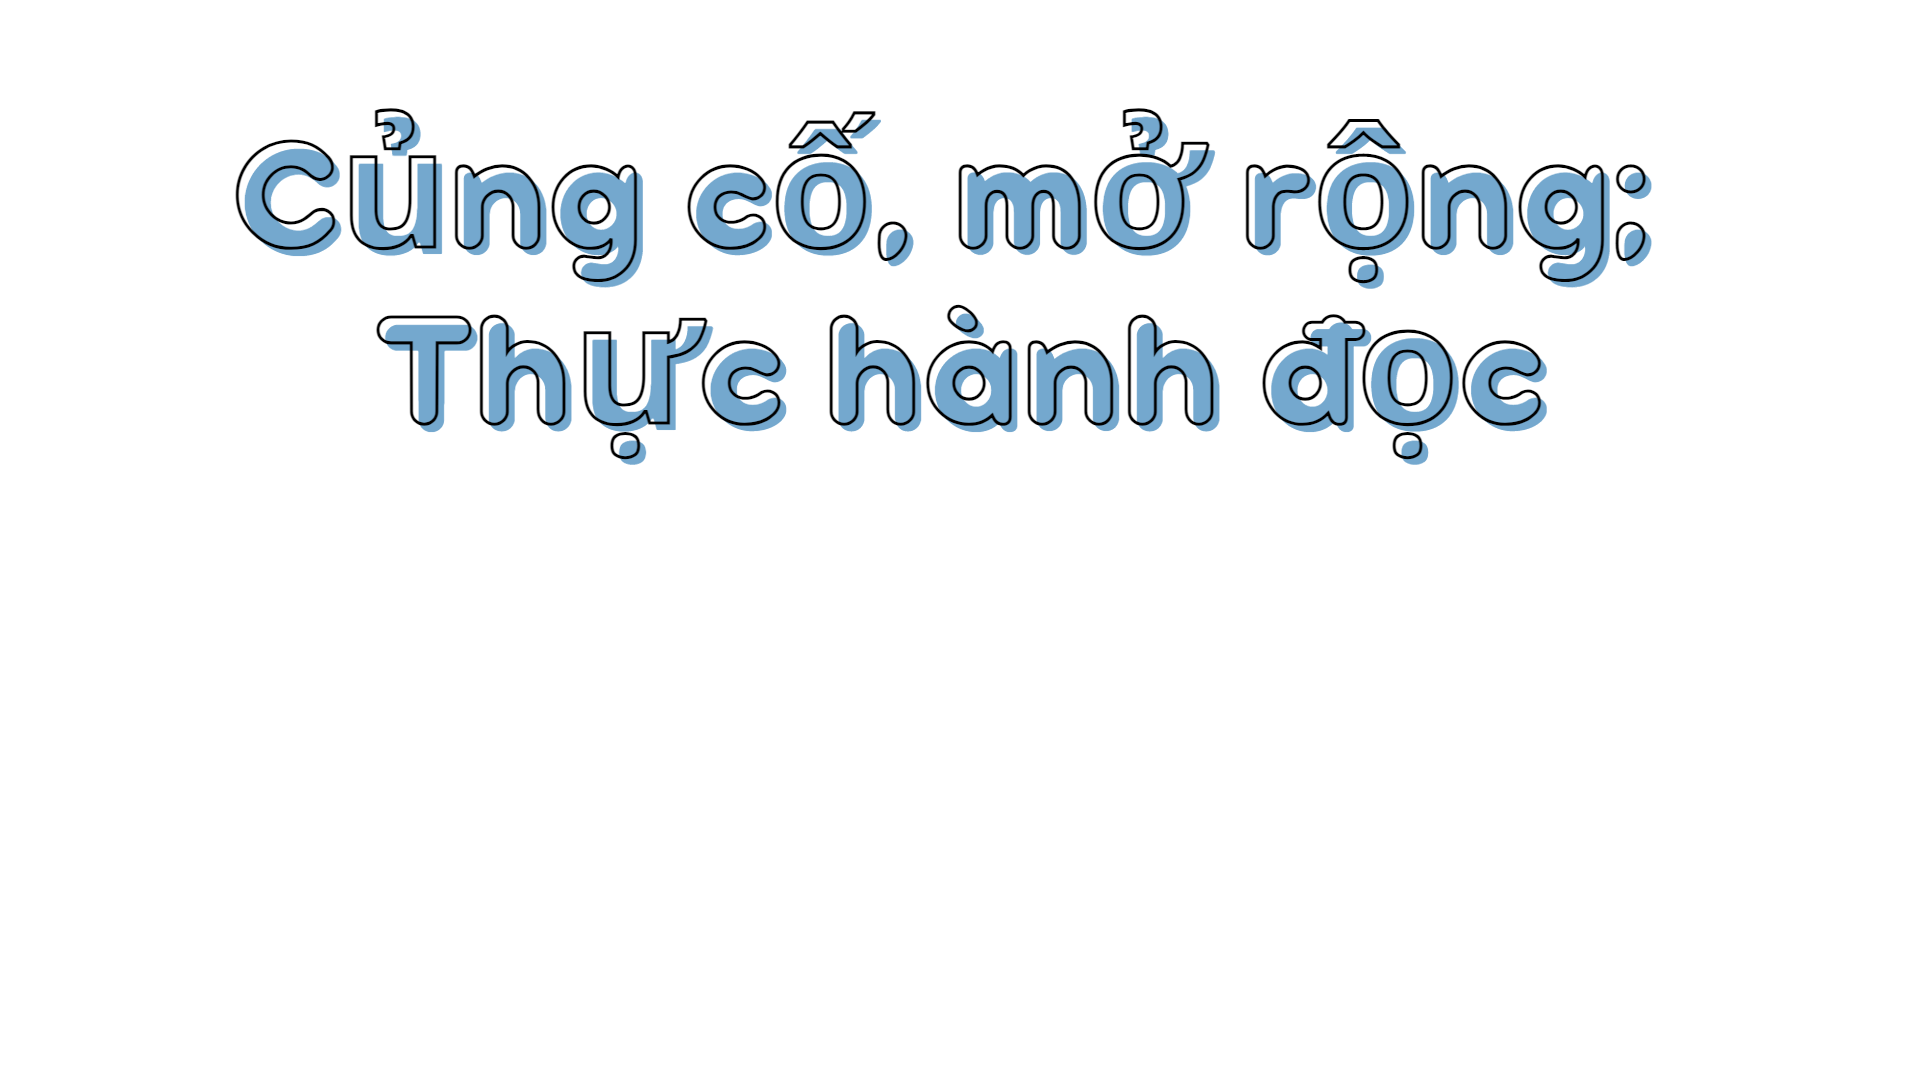 Củng cố, mở rộng;
Thực hành đọc